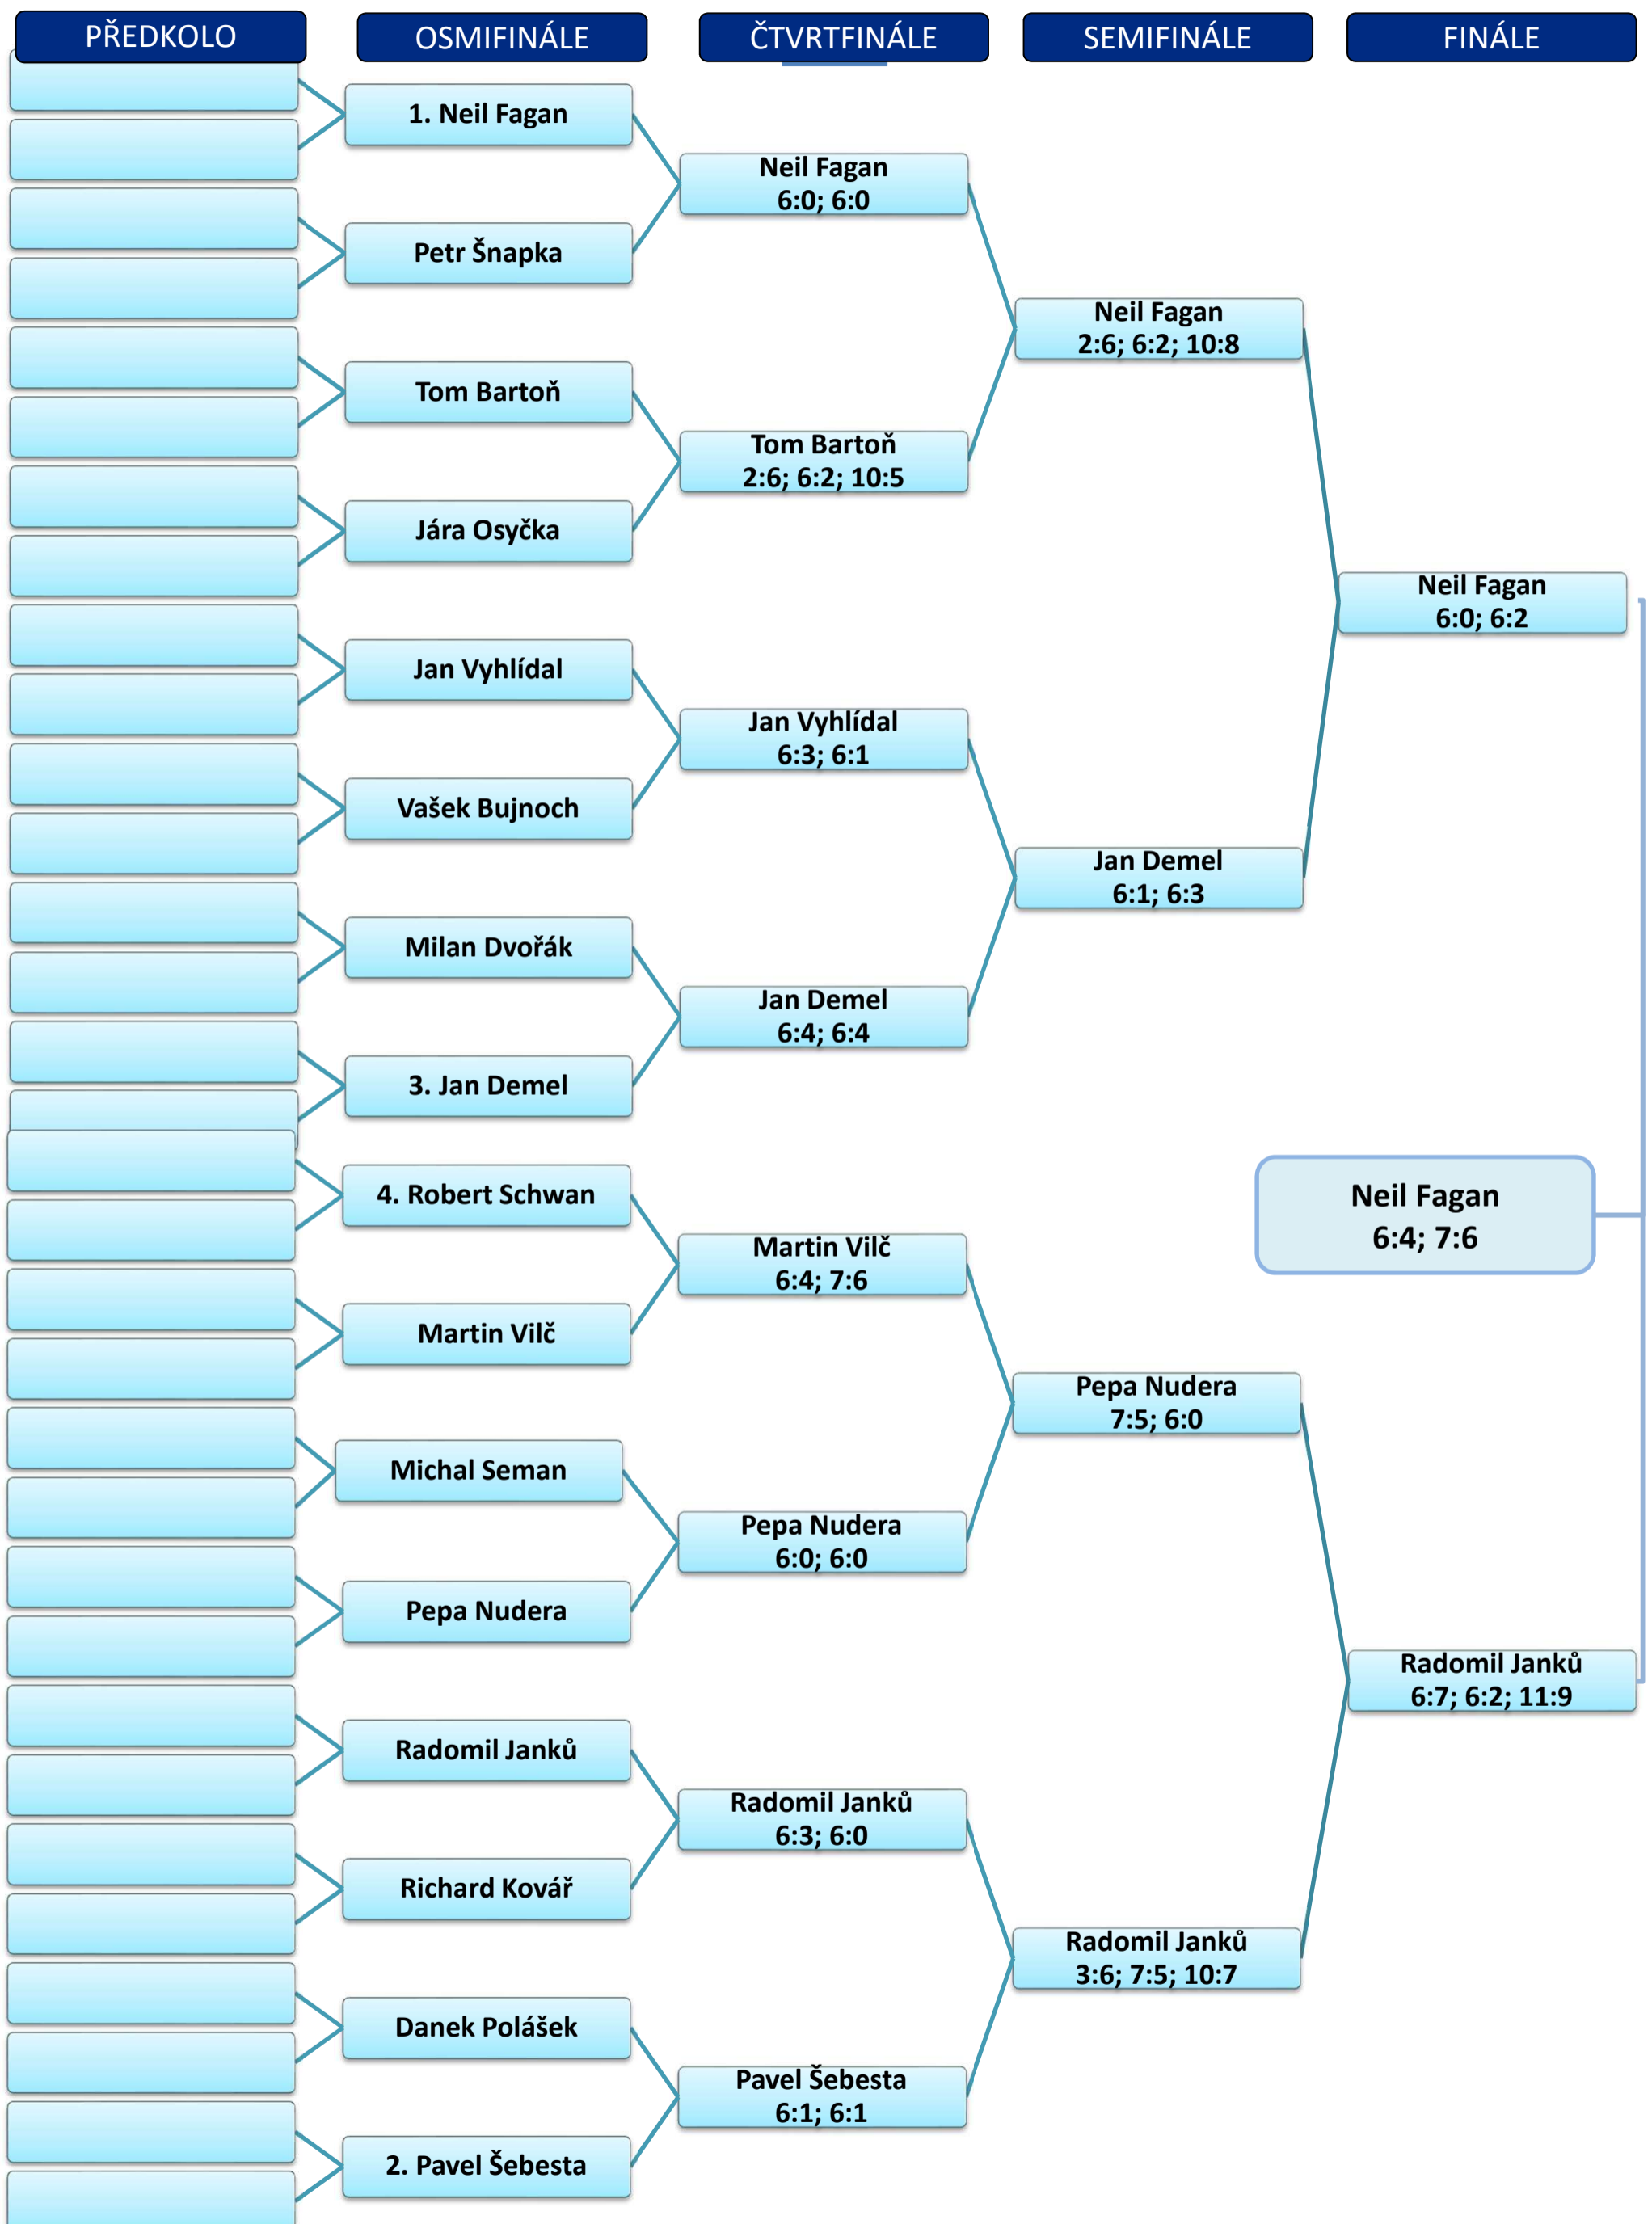 PŘEDKOLO
OSMIFINÁLE
ČTVRTFINÁLE
SEMIFINÁLE
FINÁLE
1. Neil Fagan
Petr Šnapka
Tom Bartoň
Jára Osyčka
Jan Vyhlídal
Vašek Bujnoch
Milan Dvořák
3. Jan Demel
4. Robert Schwan
Martin Vilč
Michal Seman
Pepa Nudera
Radomil Janků
Richard Kovář
Danek Polášek
2. Pavel Šebesta
Neil Fagan
6:0; 6:0
Tom Bartoň
2:6; 6:2; 10:5
Jan Vyhlídal
6:3; 6:1
Jan Demel
6:4; 6:4
Martin Vilč
6:4; 7:6
Pepa Nudera
6:0; 6:0
Radomil Janků
6:3; 6:0
Pavel Šebesta
6:1; 6:1
Neil Fagan
2:6; 6:2; 10:8
Jan Demel
6:1; 6:3
Pepa Nudera
7:5; 6:0
Radomil Janků
3:6; 7:5; 10:7
Neil Fagan
6:0; 6:2
Radomil Janků
6:7; 6:2; 11:9
Neil Fagan
6:4; 7:6